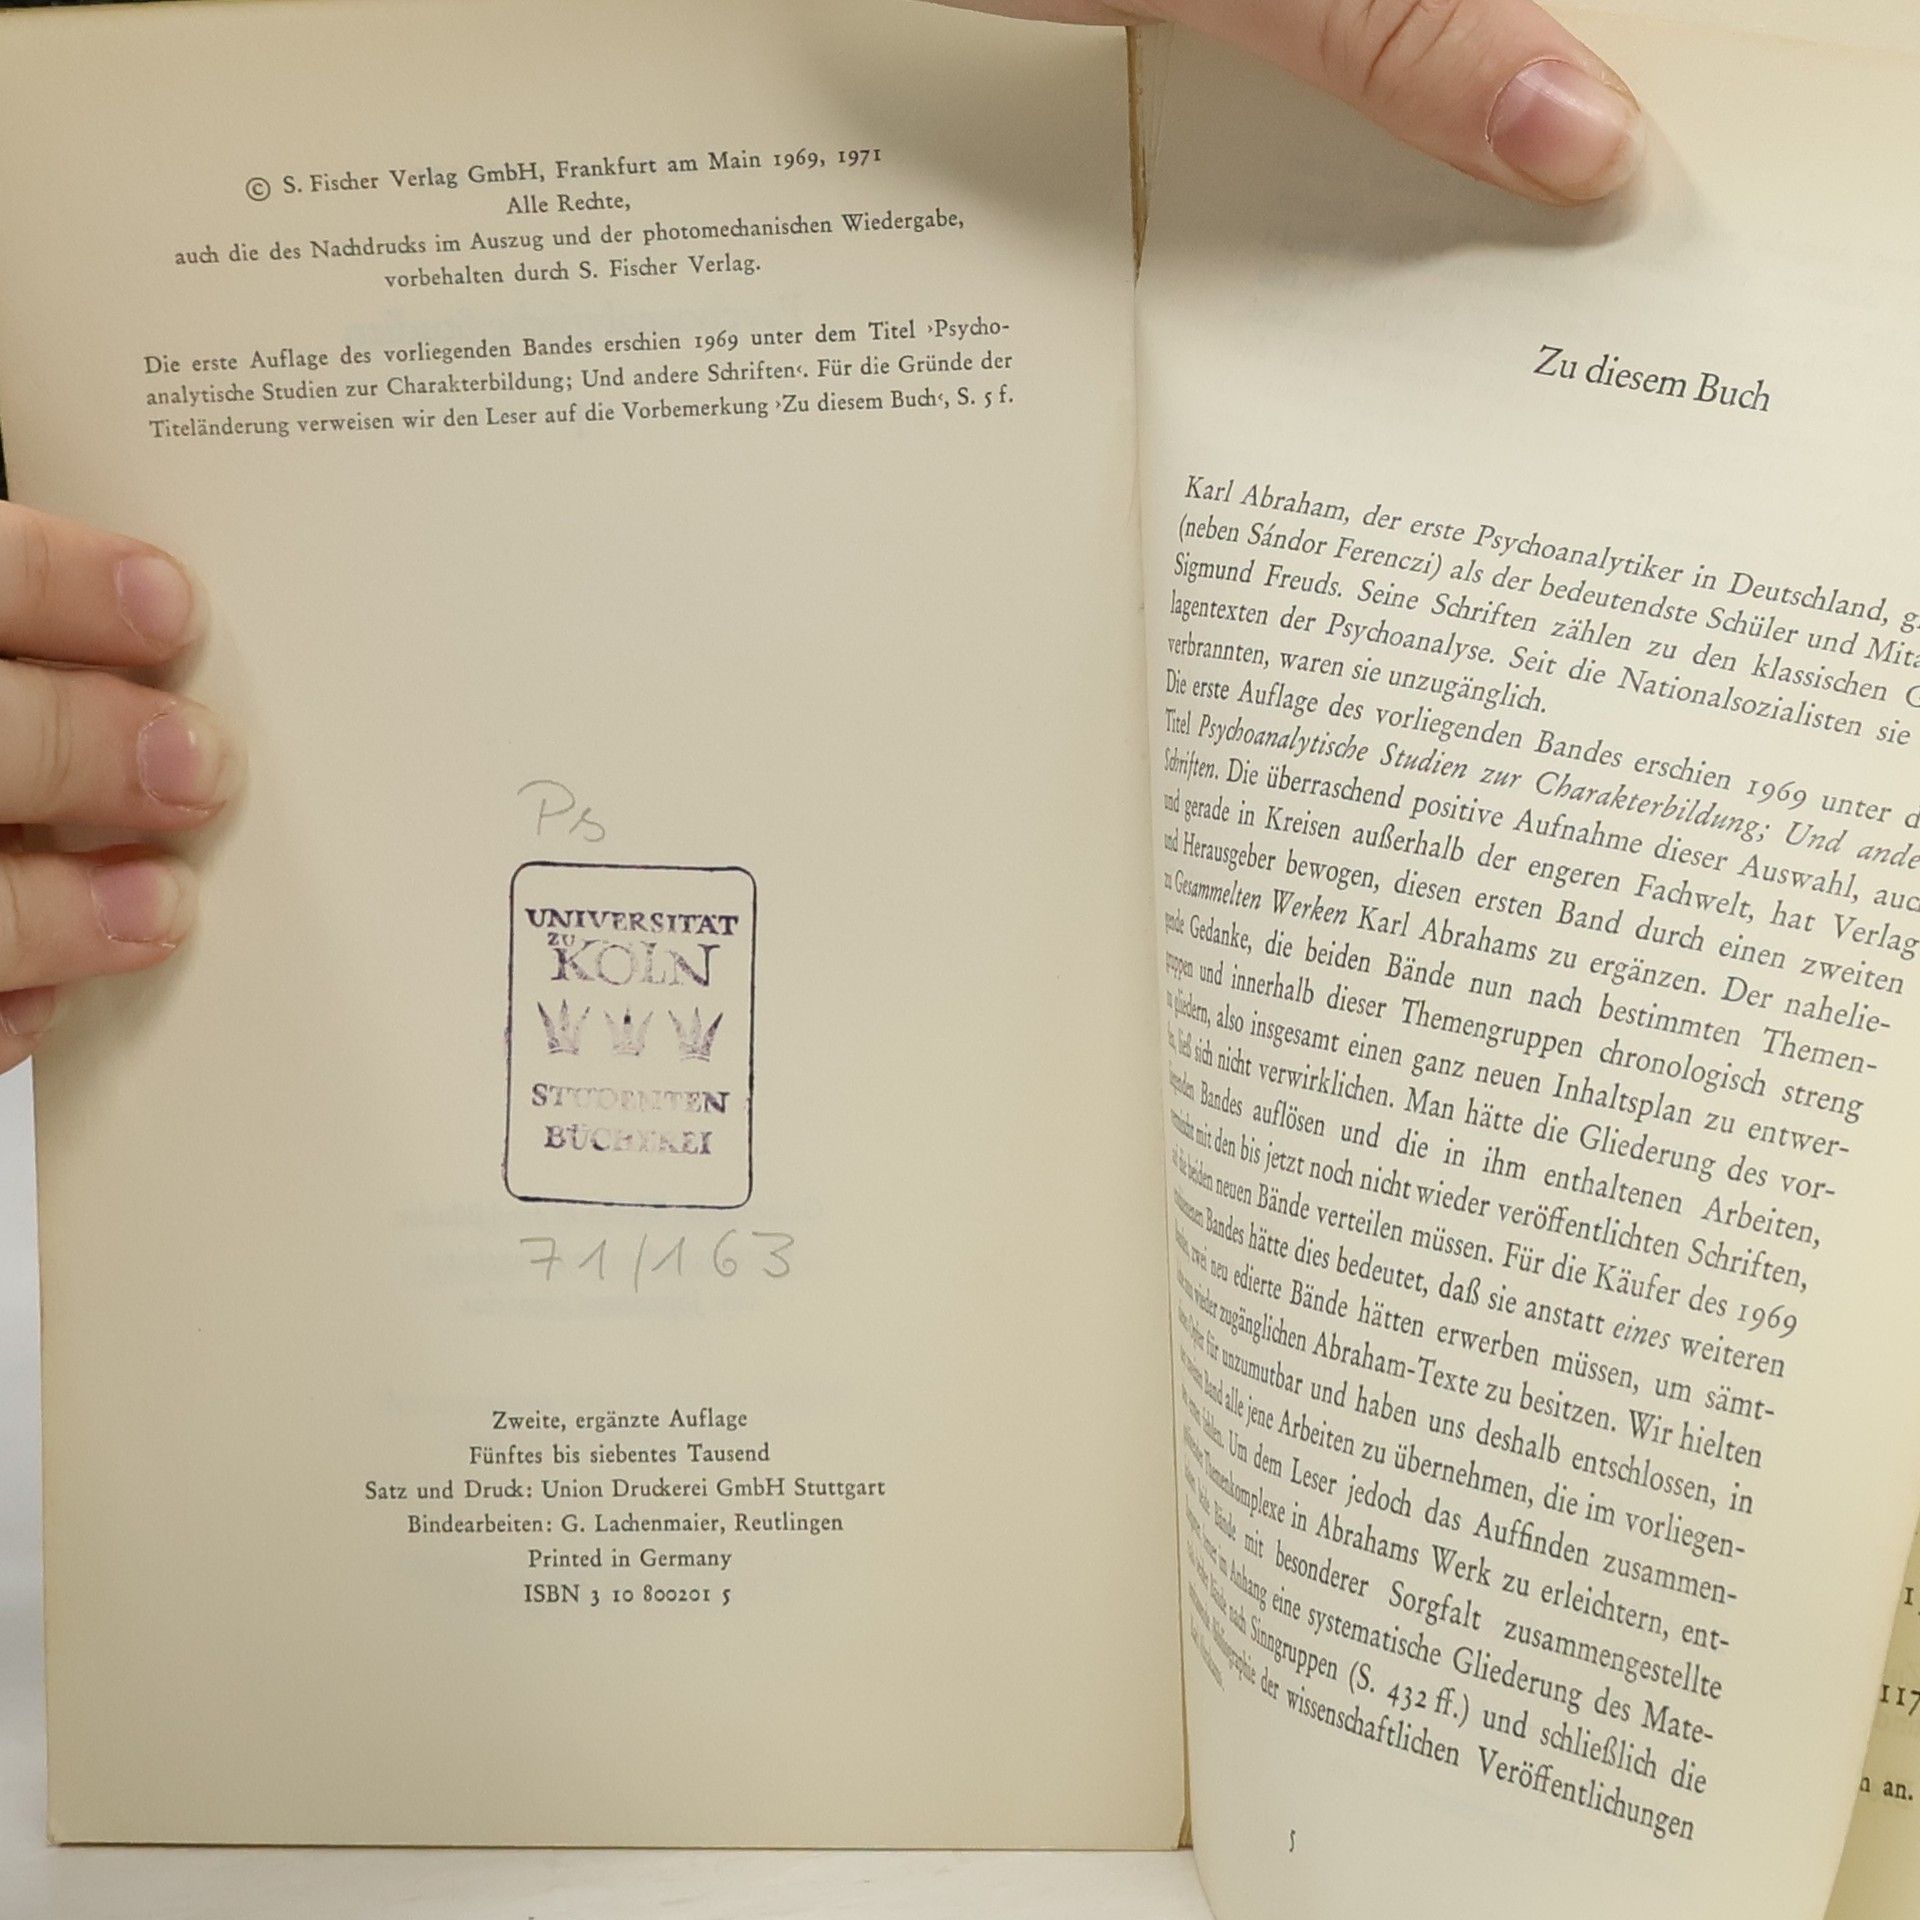 © S. Fischer Verlag GmbH, Frankfurt am Main 1969, 1971
Alle Rechte,
auch die des Nachdrucks im Auszug und der photomechanischen Wiedergabe,
vorbehalten durch S. Fischer Verlag.
Die erste Auflage des vorliegenden Bandes erschien 1969 unter dem Titel ›Psycho-
analytische Studien zur Charakterbildung; Und andere Schriften‹. Für die Gründe der
Titeländerung verweisen wir den Leser auf die Vorbemerkung ›Zu diesem Buch‹, S. 5 f.
Ps
UNIVERSITÄT
ZU
KÖLN
STUDENTEN
BÜCHEREI
71/163
Zweite, ergänzte Auflage
Fünftes bis siebentes Tausend
Satz und Druck: Union Druckerei GmbH Stuttgart
Bindearbeiten: G. Lachenmaier, Reutlingen
Printed in Germany
ISBN 3 10 800201 5
Zu diesem Buch
Karl Abraham, der erste Psychoanalytiker in Deutschland,
(neben Sándor Ferenczi) als der bedeutendste Schüler und
Sigmund Freuds. Seine Schriften zählen zu den klassischen
lagentexten der Psychoanalyse. Seit die Nationalsozialisten sie
verbrannten, waren sie unzugänglich.
Die erste Auflage des vorliegenden Bandes erschien 1969 unter
Titel Psychoanalytische Studien zur Charakterbildung; Und ande
Schriften. Die überraschend positive Aufnahme dieser Auswahl, auch
und gerade in Kreisen außerhalb der engeren Fachwelt, hat Verlag
und Herausgeber bewogen, diesen ersten Band durch einen zweiten
zu Gesammelten Werken Karl Abrahams zu ergänzen. Der nahelie-
gende Gedanke, die beiden Bände nun nach bestimmten Themen-
gruppen und innerhalb dieser Themengruppen chronologisch streng
zu gliedern, also insgesamt einen ganz neuen Inhaltsplan zu entwer-
fen, ließ sich nicht verwirklichen. Man hätte die Gliederung des vor-
liegenden Bandes auflösen und die in ihm enthaltenen Arbeiten,
vermischt mit den bis jetzt noch nicht wieder veröffentlichten Schriften,
auf die beiden neuen Bände verteilen müssen. Für die Käufer des 1969
erschienenen Bandes hätte dies bedeutet, daß sie anstatt eines weiteren
Bandes zwei neu edierte Bände hätten erwerben müssen, um sämt-
wieder zugänglichen Abraham-Texte zu besitzen. Wir hielten
Opfer für unzumutbar und haben uns deshalb entschlossen, in
Band alle jene Arbeiten zu übernehmen, die im vorliegen-
fehlen. Um dem Leser jedoch das Auffinden zusammen-
Themenkomplexe in Abrahams Werk zu erleichtern, ent-
Bände mit besonderer Sorgfalt zusammengestellte
im Anhang eine systematische Gliederung des Mate-
Bände nach Sinngruppen (S. 432 ff.) und schließlich die
Bibliographie der wissenschaftlichen Veröffentlichungen
5
117
an.